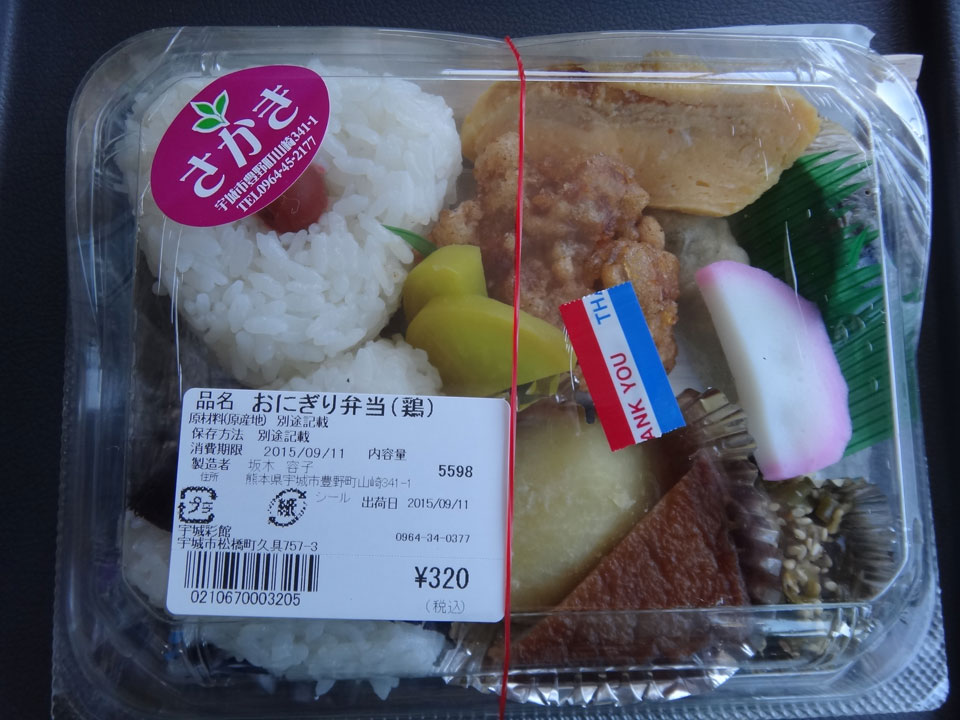 さかき
宇城市豊野町山崎341-1
TEL0964-45-2177
THANK YOU
ANK YOU
品名 おにぎり弁当(鶏)
原材料(原産地) 別途記載
保存方法 別途記載
消費期限 2015/09/11 内容量
製造者 坂本 容子 5598
住所 熊本県宇城市豊野町山崎341-1
シール 出荷日 2015/09/11
プラ 紙
宇城彩館
宇城市松橋町久具757-3
0964-34-0377
¥320
(税込)
0210670003205